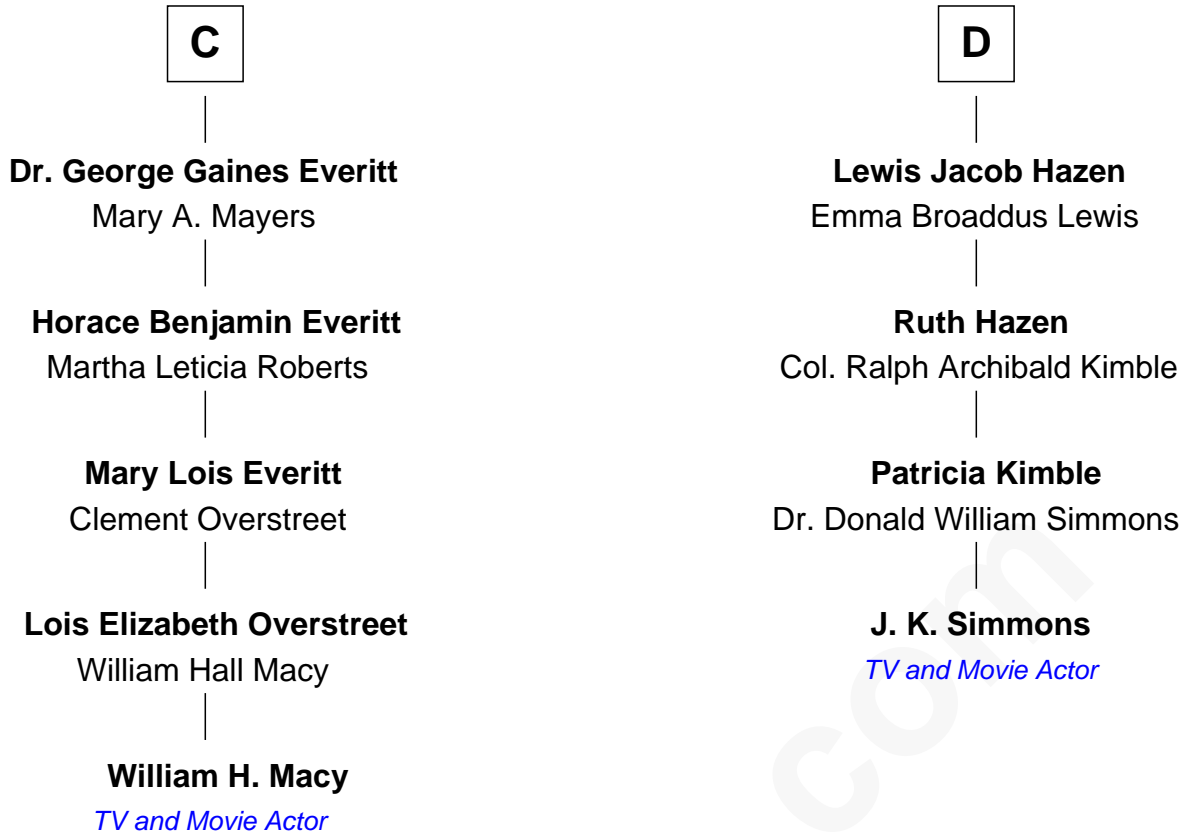 C
Dr. George Gaines Everitt
Mary A. Mayers
Horace Benjamin Everitt
Martha Leticia Roberts
Mary Lois Everitt
Clement Overstreet
Lois Elizabeth Overstreet
William Hall Macy
William H. Macy
TV and Movie Actor
D
Lewis Jacob Hazen
Emma Broaddus Lewis
Ruth Hazen
Col. Ralph Archibald Kimble
Patricia Kimble
Dr. Donald William Simmons
J. K. Simmons
TV and Movie Actor
com